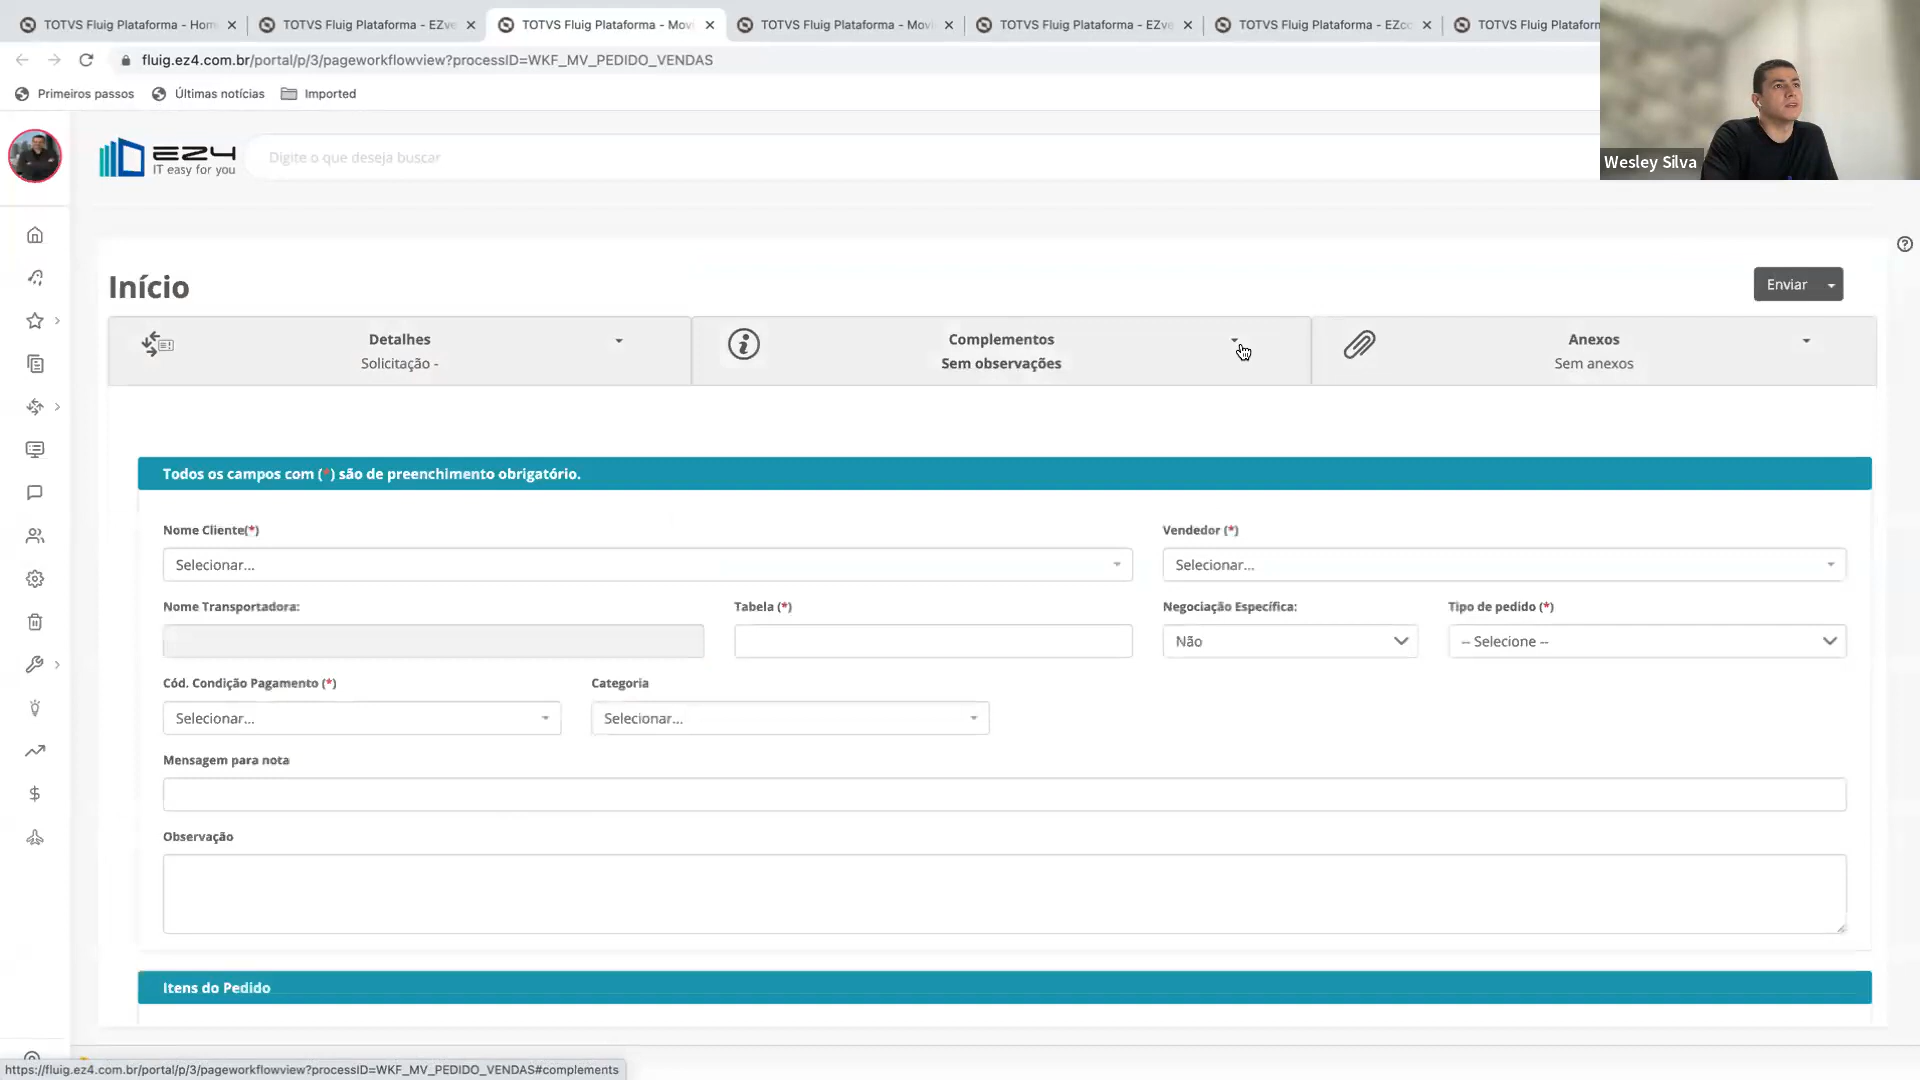 TOTVS Fluig Plataforma - Hom
TOTVS Fluig Plataforma - EZve
TOTVS Fluig Plataforma - Movi
TOTVS Fluig Plataforma - Movi
TOTVS Fluig Plataforma - EZve
TOTVS Fluig Plataforma - EZco
TOTVS Fluig Plataform
fluig.ez4.com.br/portal/p/3/pageworkflowview?processID=WKF_MV_PEDIDO_VENDAS
Primeiros passos
Últimas notícias
Imported
EZ4
IT easy for you
Digite o que deseja buscar
Wesley Silva
Início
Enviar
Detalhes
Solicitação -
Complementos
Sem observações
Anexos
Sem anexos
Todos os campos com (*) são de preenchimento obrigatório.
Nome Cliente(*)
Vendedor (*)
Selecionar...
Selecionar...
Nome Transportadora:
Tabela (*)
Negociação Específica:
Tipo de pedido (*)
Não
-- Selecione --
Cód. Condição Pagamento (*)
Categoria
Selecionar...
Selecionar...
Mensagem para nota
Observação
Itens do Pedido
https://fluig.ez4.com.br/portal/p/3/pageworkflowview?processID=WKF_MV_PEDIDO_VENDAS#complements